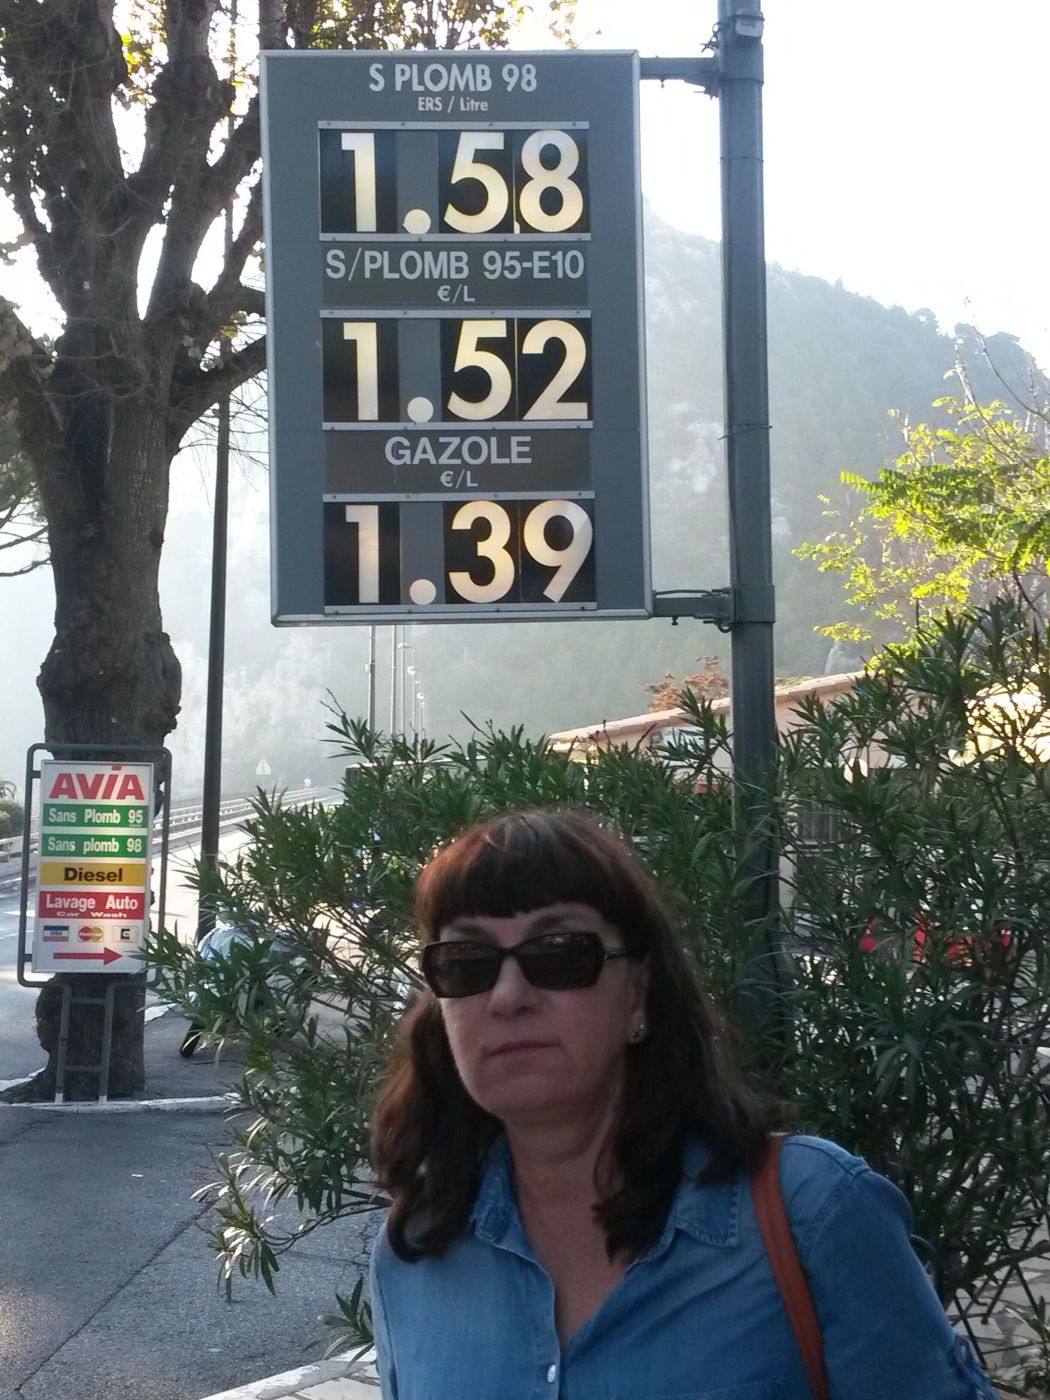 S PLOMB 98
ERS / Litre
1.58
S/PLOMB 95-E10
€/L
1.52
GAZOLE
€/L
1.39
AVIA
Sans Plomb 95
Sans plomb 98
Diesel
Lavage Auto
Car Wash